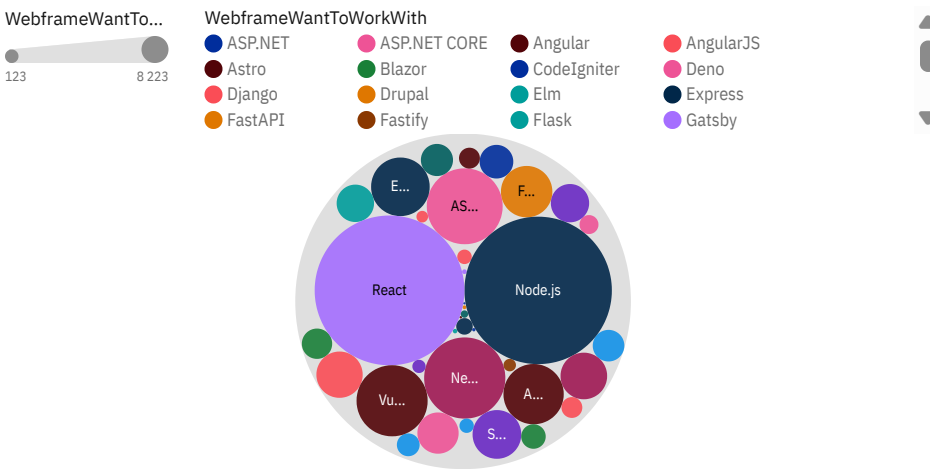 WebframeWantTo...
123
8 223
WebframeWantToWorkWith
ASP.NET
ASP.NET CORE
Angular
AngularJS
Astro
Blazor
CodeIgniter
Deno
Django
Drupal
Elm
Express
FastAPI
Fastify
Flask
Gatsby
E...
AS...
F...
React
Node.js
Ne...
Vu...
A...
S...